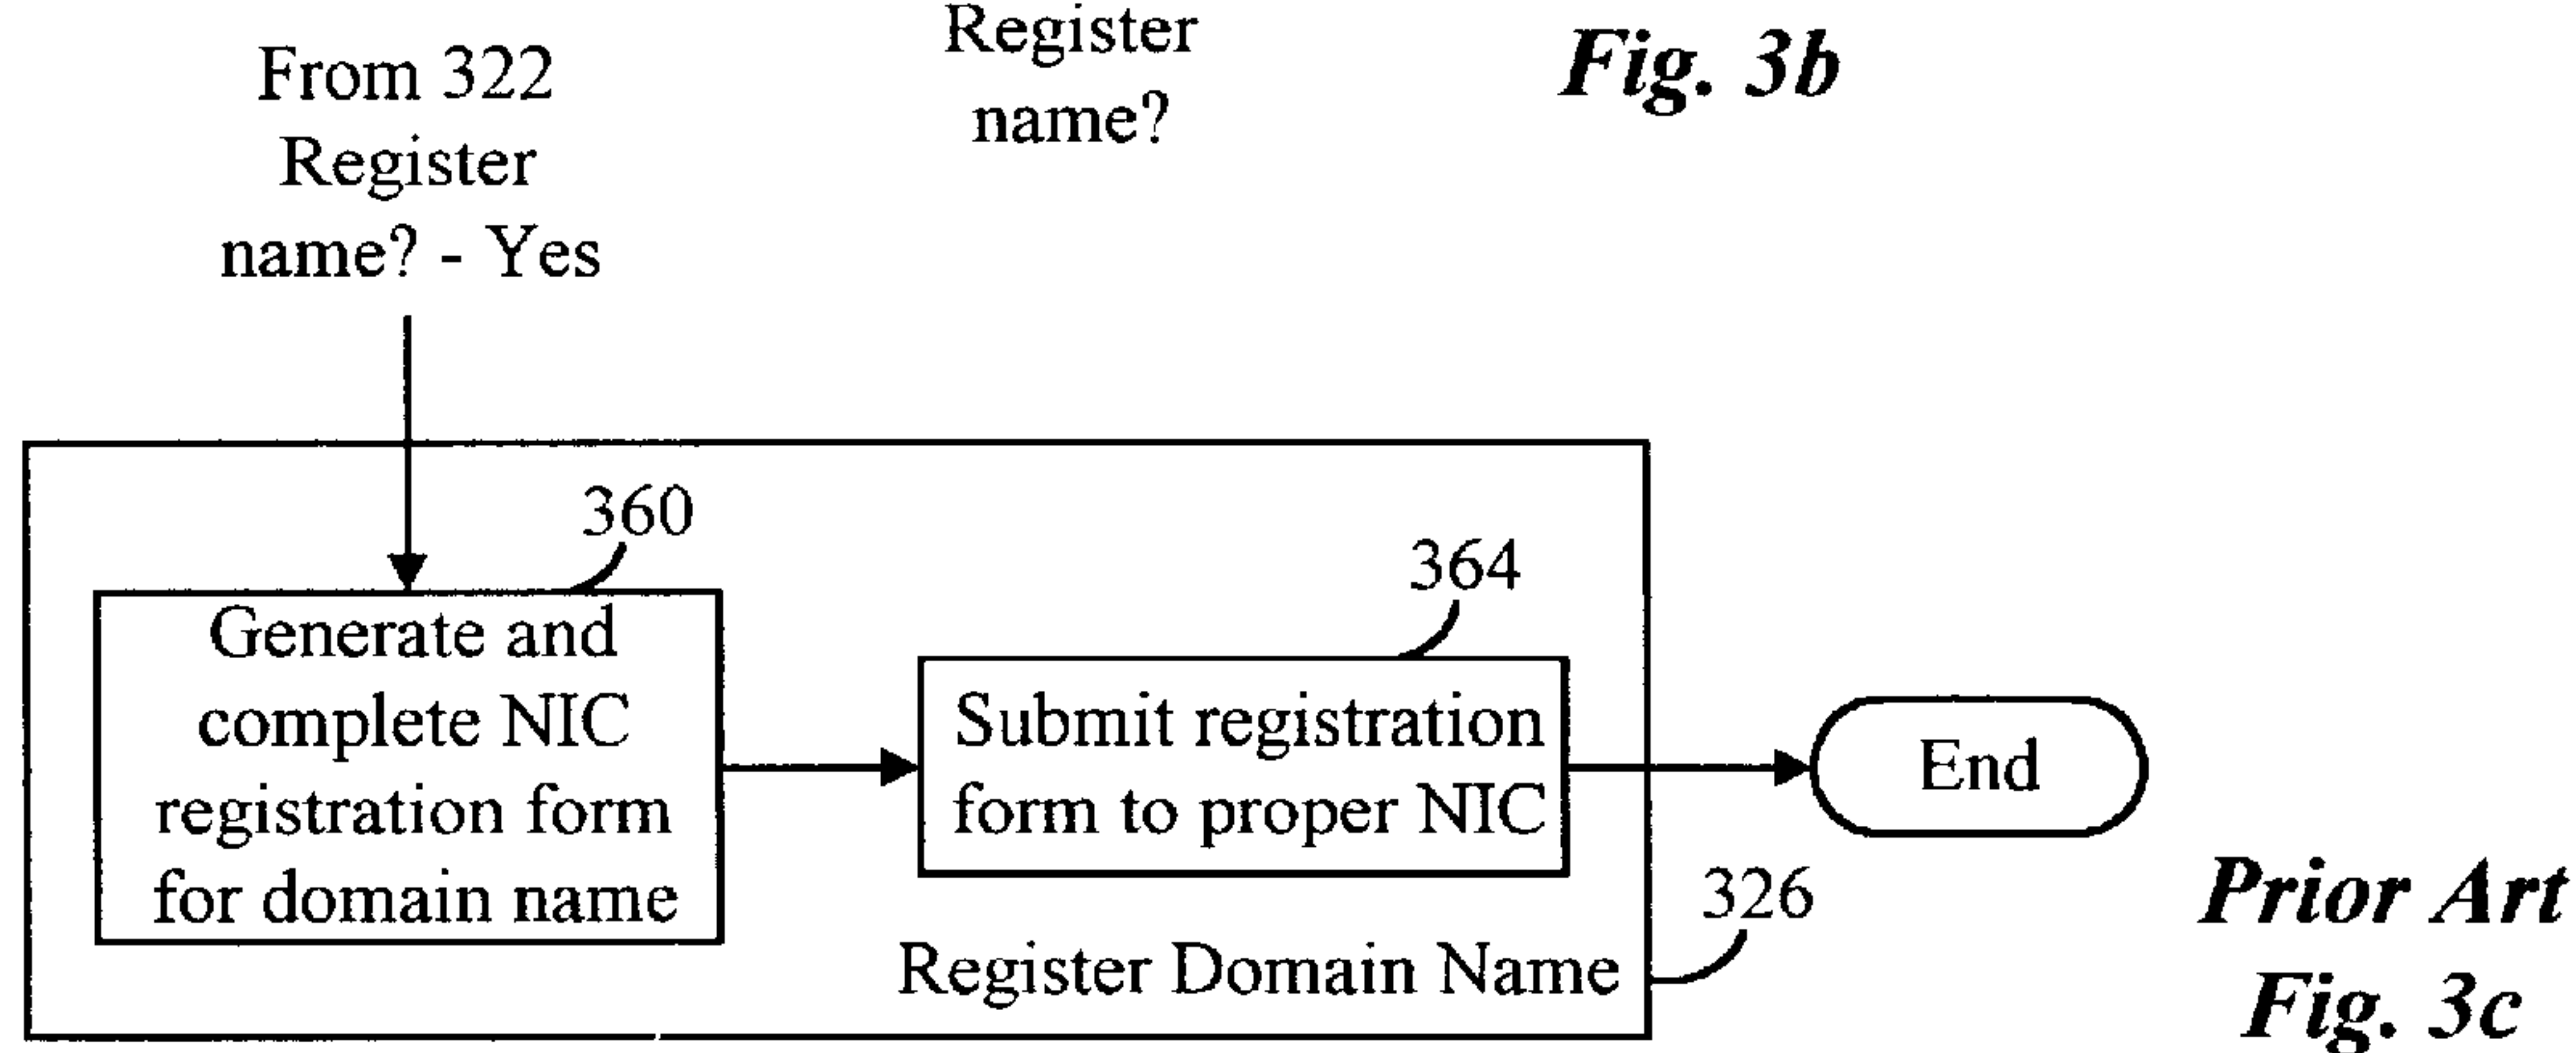 Register
name?
Fig. 3b
From 322
Register
name? - Yes
360
Generate and
complete NIC
registration form
for domain name
364
Submit registration
form to proper NIC
End
326
Register Domain Name
Prior Art
Fig. 3c